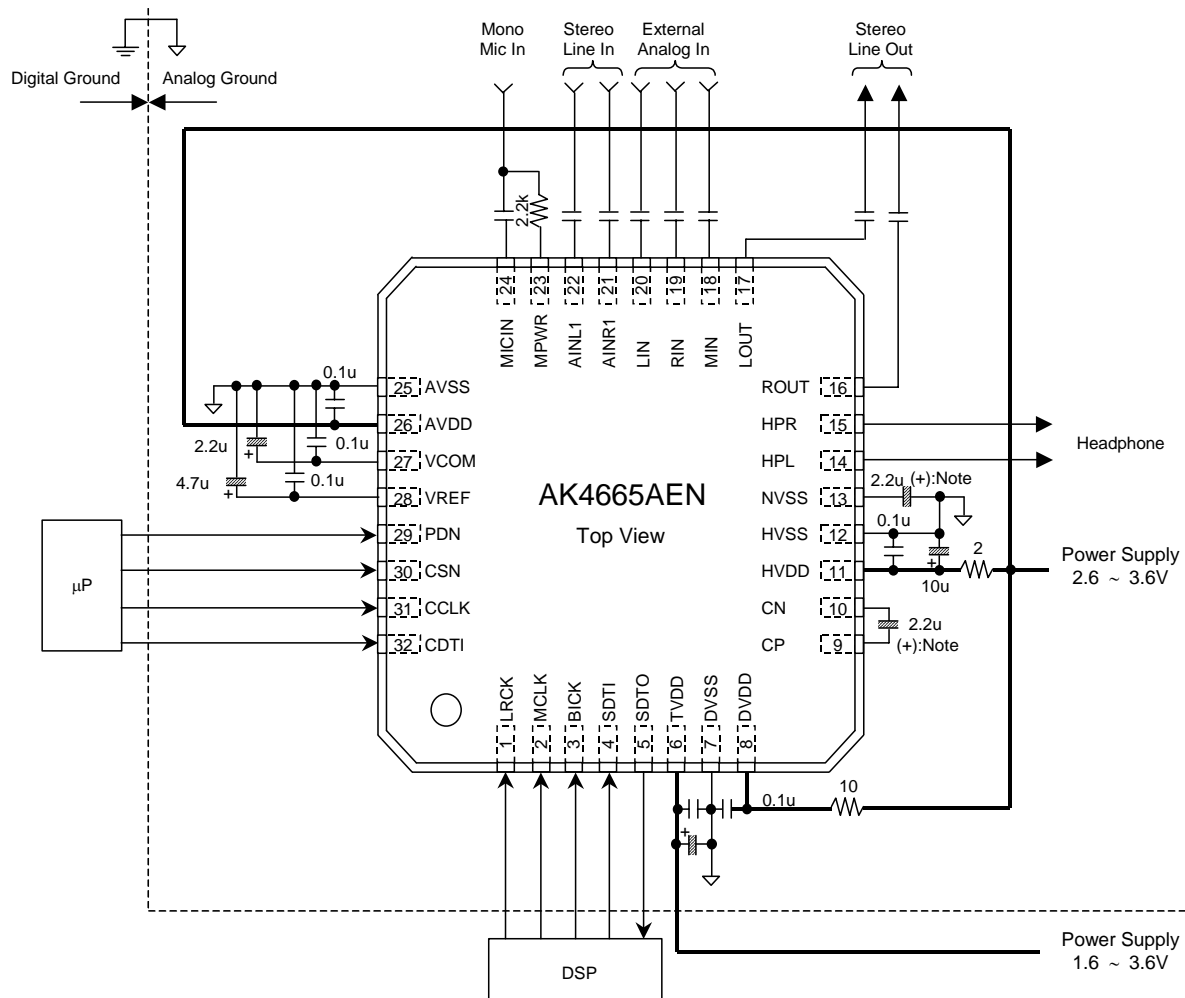 Mono
Mic In
Stereo
Line In
External
Analog In
Stereo
Line Out
Digital Ground
Analog Ground
2.2k
24
23
22
21
20
19
18
17
MICIN
MPWR
AINL1
AINR1
LIN
RIN
MIN
LOUT
0.1u
25 AVSS
26 AVDD
2.2u
+
0.1u
27 VCOM
4.7u
+
0.1u
28 VREF
29 PDN
30 CSN
31 CCLK
32 CDTI
μP
AK4665AEN
Top View
ROUT 16
HPR 15
HPL 14
Headphone
NVSS 13
2.2u (+):Note
HVSS 12
0.1u
HVDD 11
+
10u
2
Power Supply
2.6 ~ 3.6V
CN 10
CP 9
2.2u
(+):Note
LRCK
MCLK
BICK
SDTI
SDTO
TVDD
DVSS
DVDD
1
2
3
4
5
6
7
8
0.1u
10
+
DSP
Power Supply
1.6 ~ 3.6V